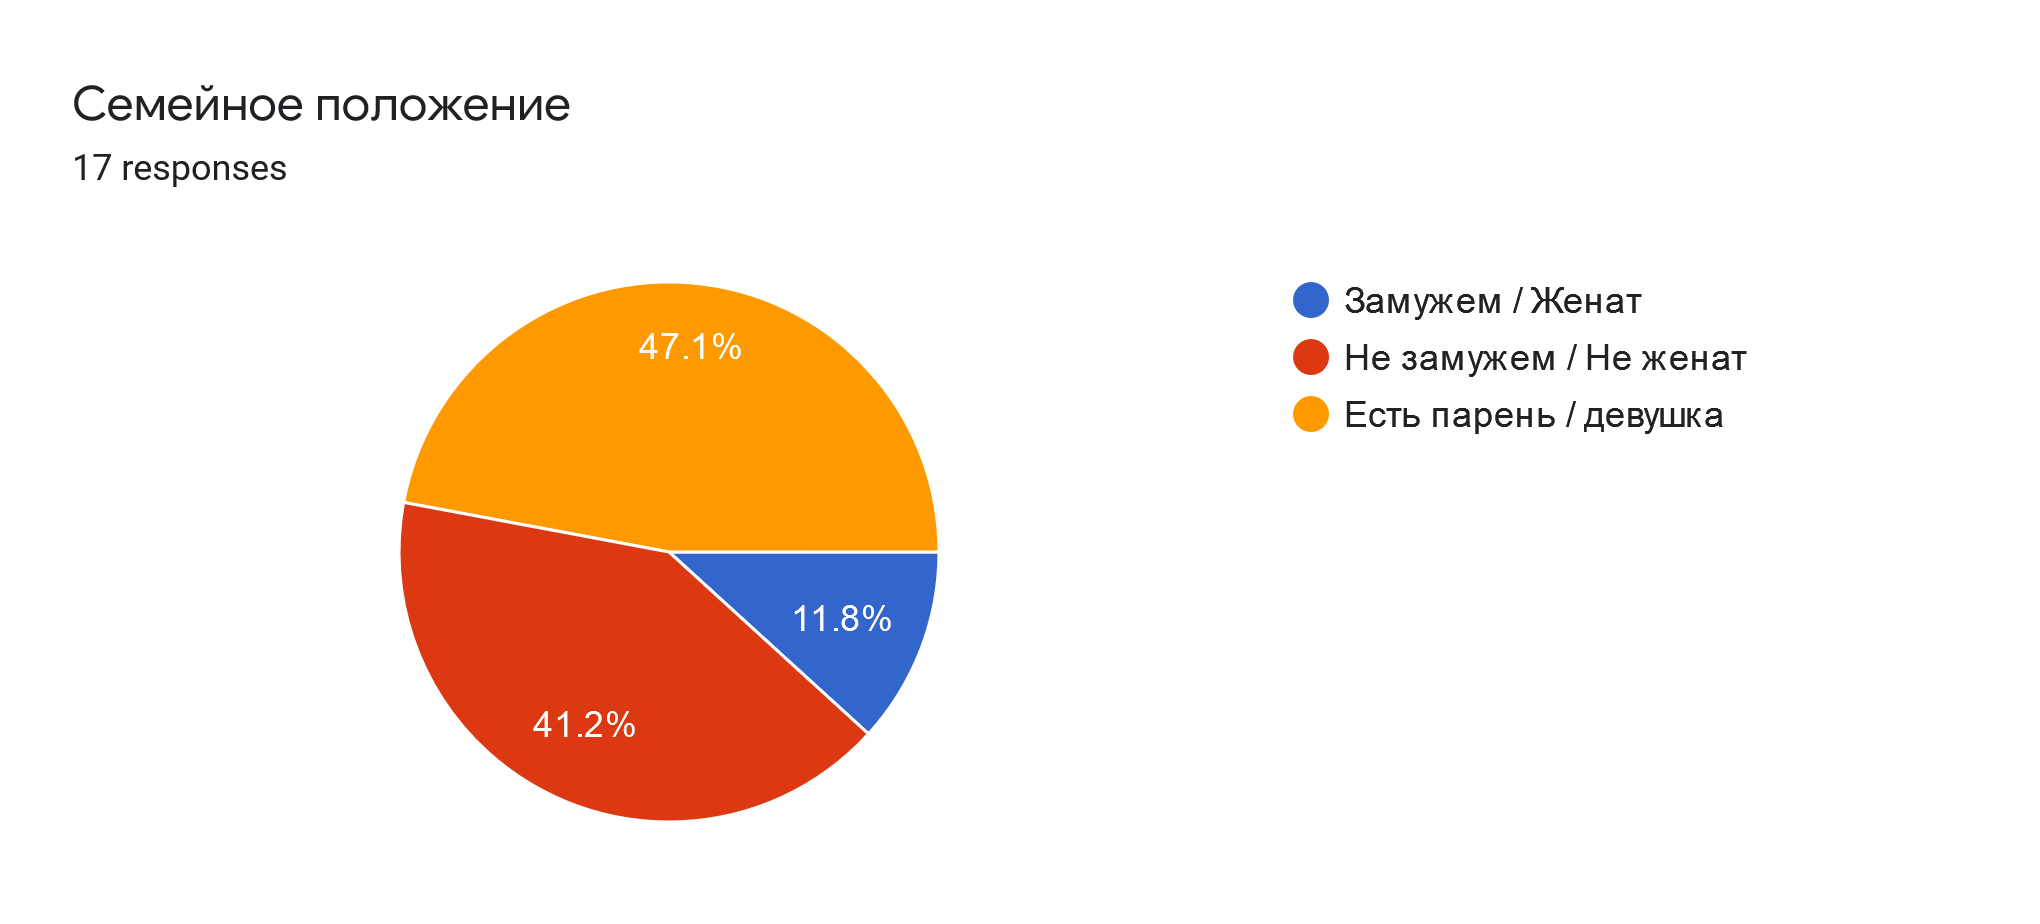 Семейное положение
17 responses
47.1%
11.8%
41.2%
Замужем / Женат
Не замужем / Не женат
Есть парень / девушка